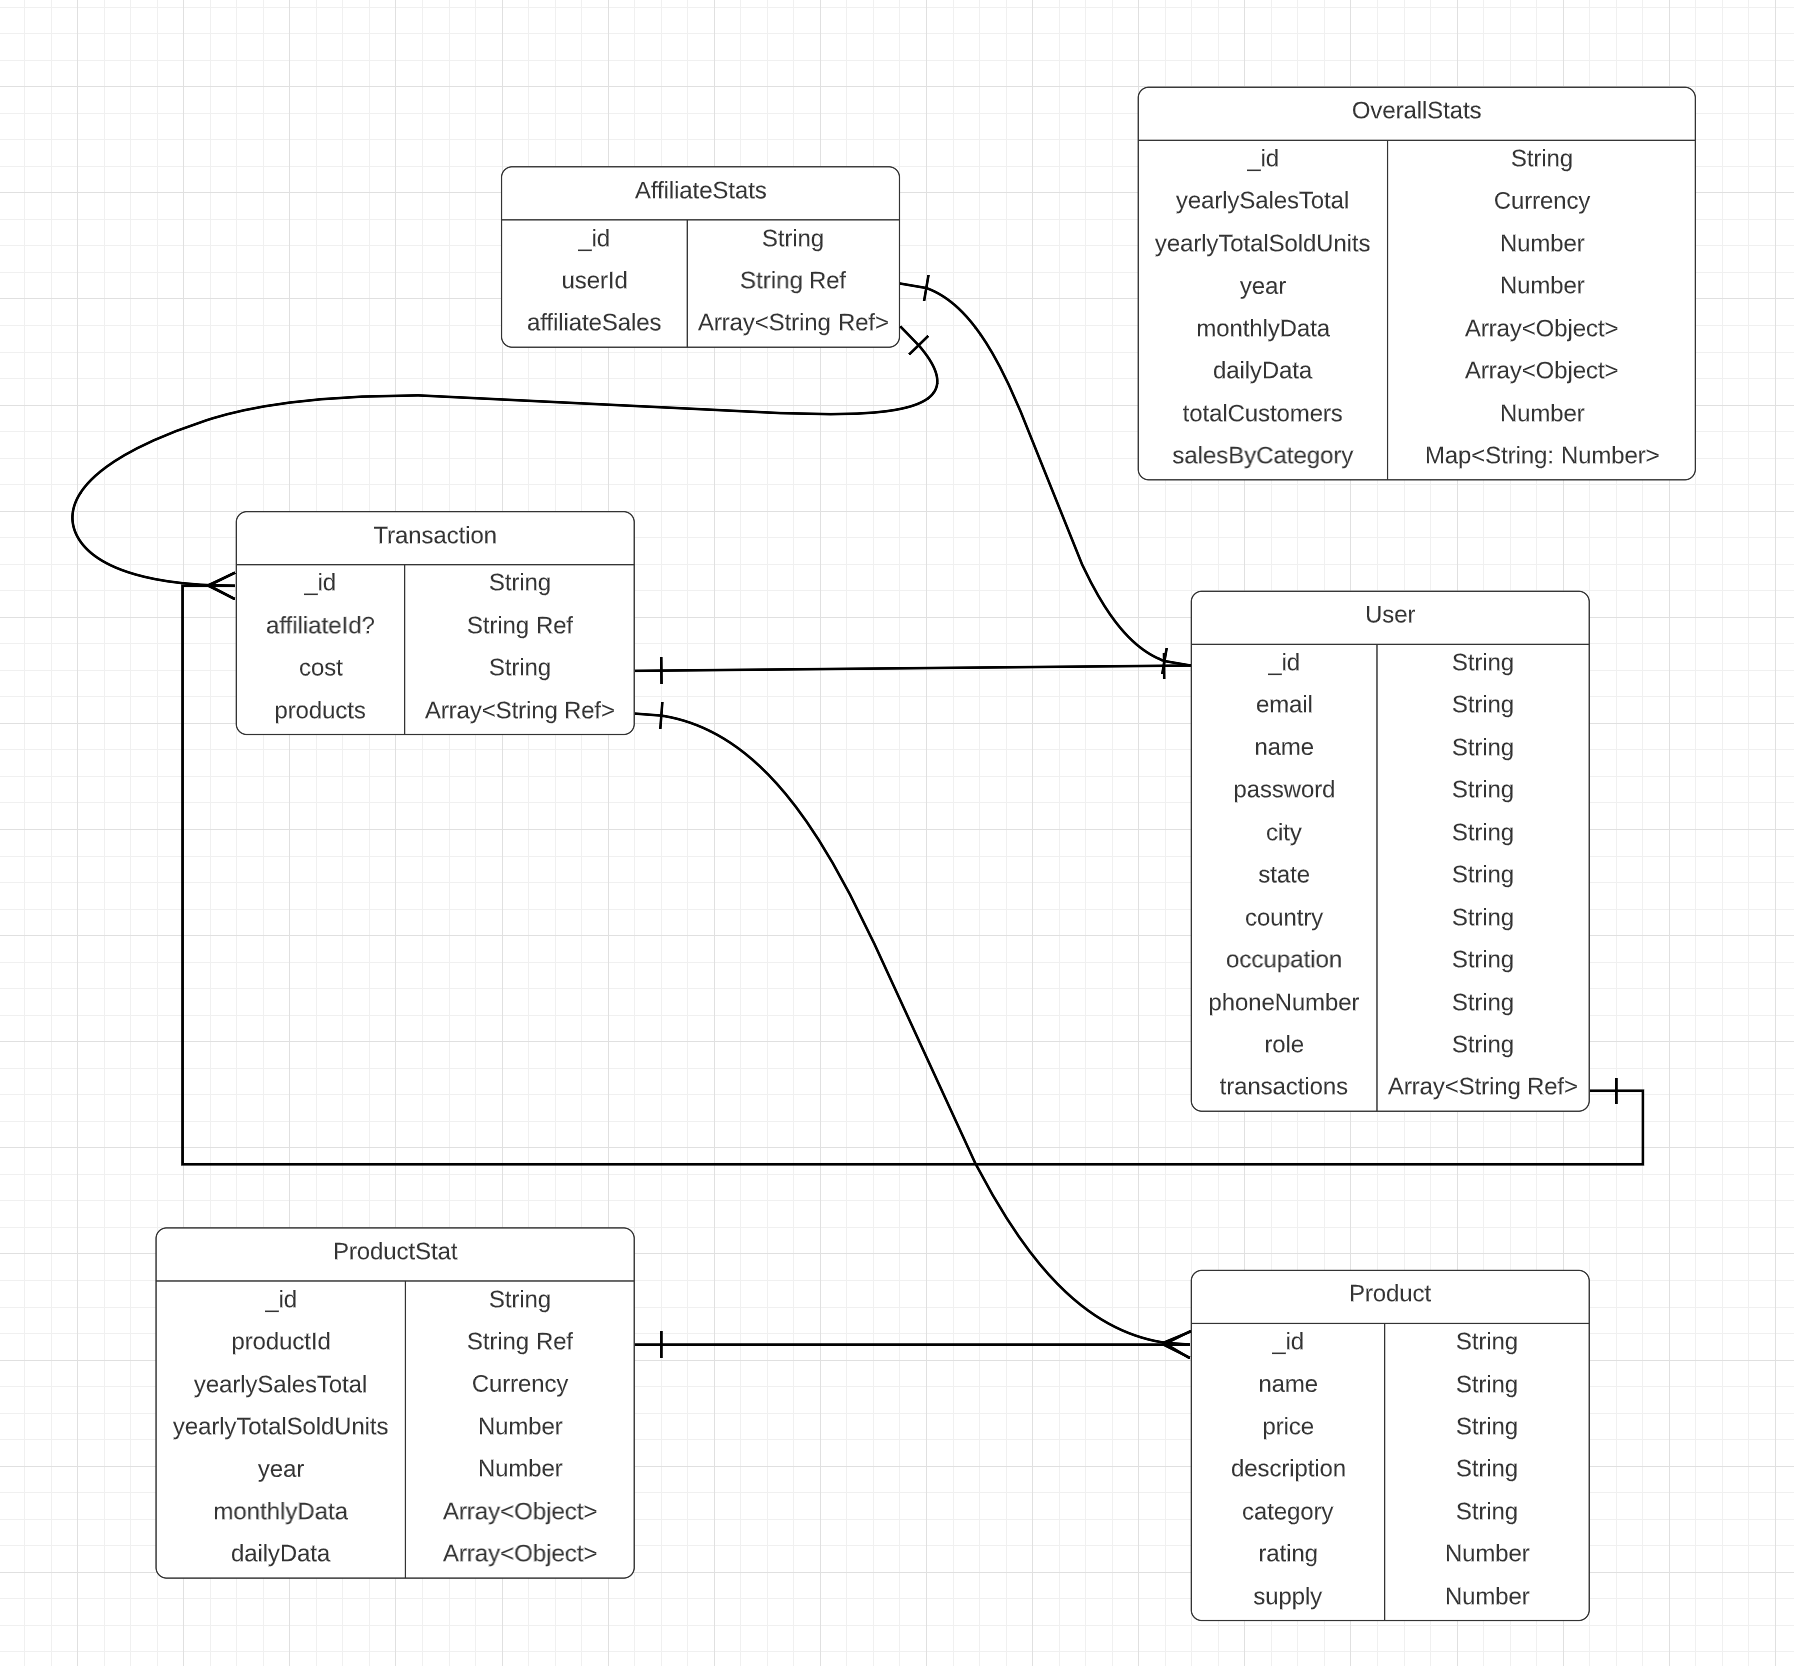 OverallStats
_id String
yearlySalesTotal Currency
yearlyTotalSoldUnits Number
year Number
monthlyData Array<Object>
dailyData Array<Object>
totalCustomers Number
salesByCategory Map<String: Number>
AffiliateStats
_id String
userId String Ref
affiliateSales Array<String Ref>
Transaction
_id String
affiliateId? String Ref
cost String
products Array<String Ref>
User
_id String
email String
name String
password String
city String
state String
country String
occupation String
phoneNumber String
role String
transactions Array<String Ref>
ProductStat
_id String
productId String Ref
yearlySalesTotal Currency
yearlyTotalSoldUnits Number
year Number
monthlyData Array<Object>
dailyData Array<Object>
Product
_id String
name String
price String
description String
category String
rating Number
supply Number